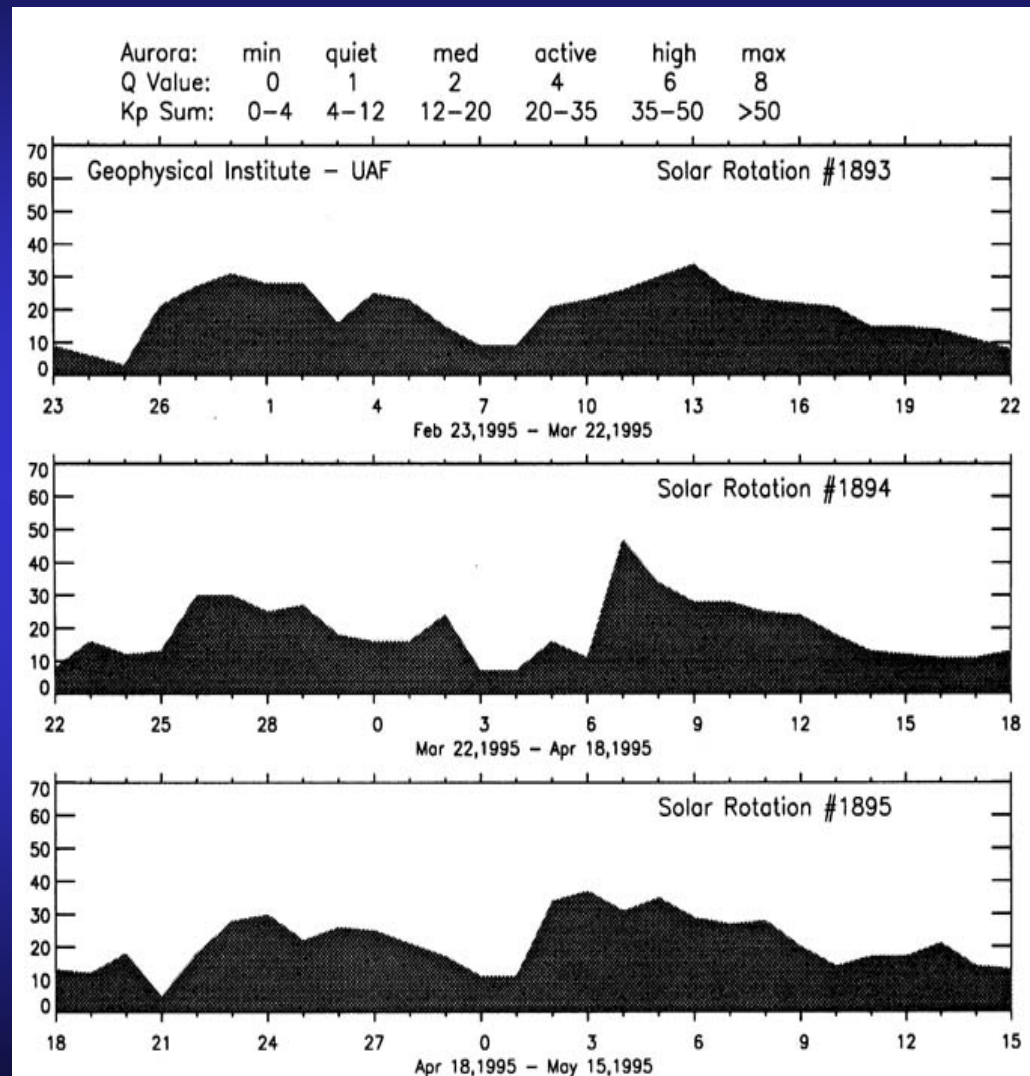 Aurora: min quiet med active high max
Q Value: 0 1 2 4 6 8
Kp Sum: 0-4 4-12 12-20 20-35 35-50 >50
Geophysical Institute - UAF Solar Rotation #1893
70
60
50
40
30
20
10
0
23 26 1 4 7 10 13 16 19 22
Feb 23,1995 - Mar 22,1995
Solar Rotation #1894
70
60
50
40
30
20
10
0
22 25 28 0 3 6 9 12 15 18
Mar 22,1995 - Apr 18,1995
Solar Rotation #1895
70
60
50
40
30
20
10
0
18 21 24 27 0 3 6 9 12 15
Apr 18,1995 - May 15,1995